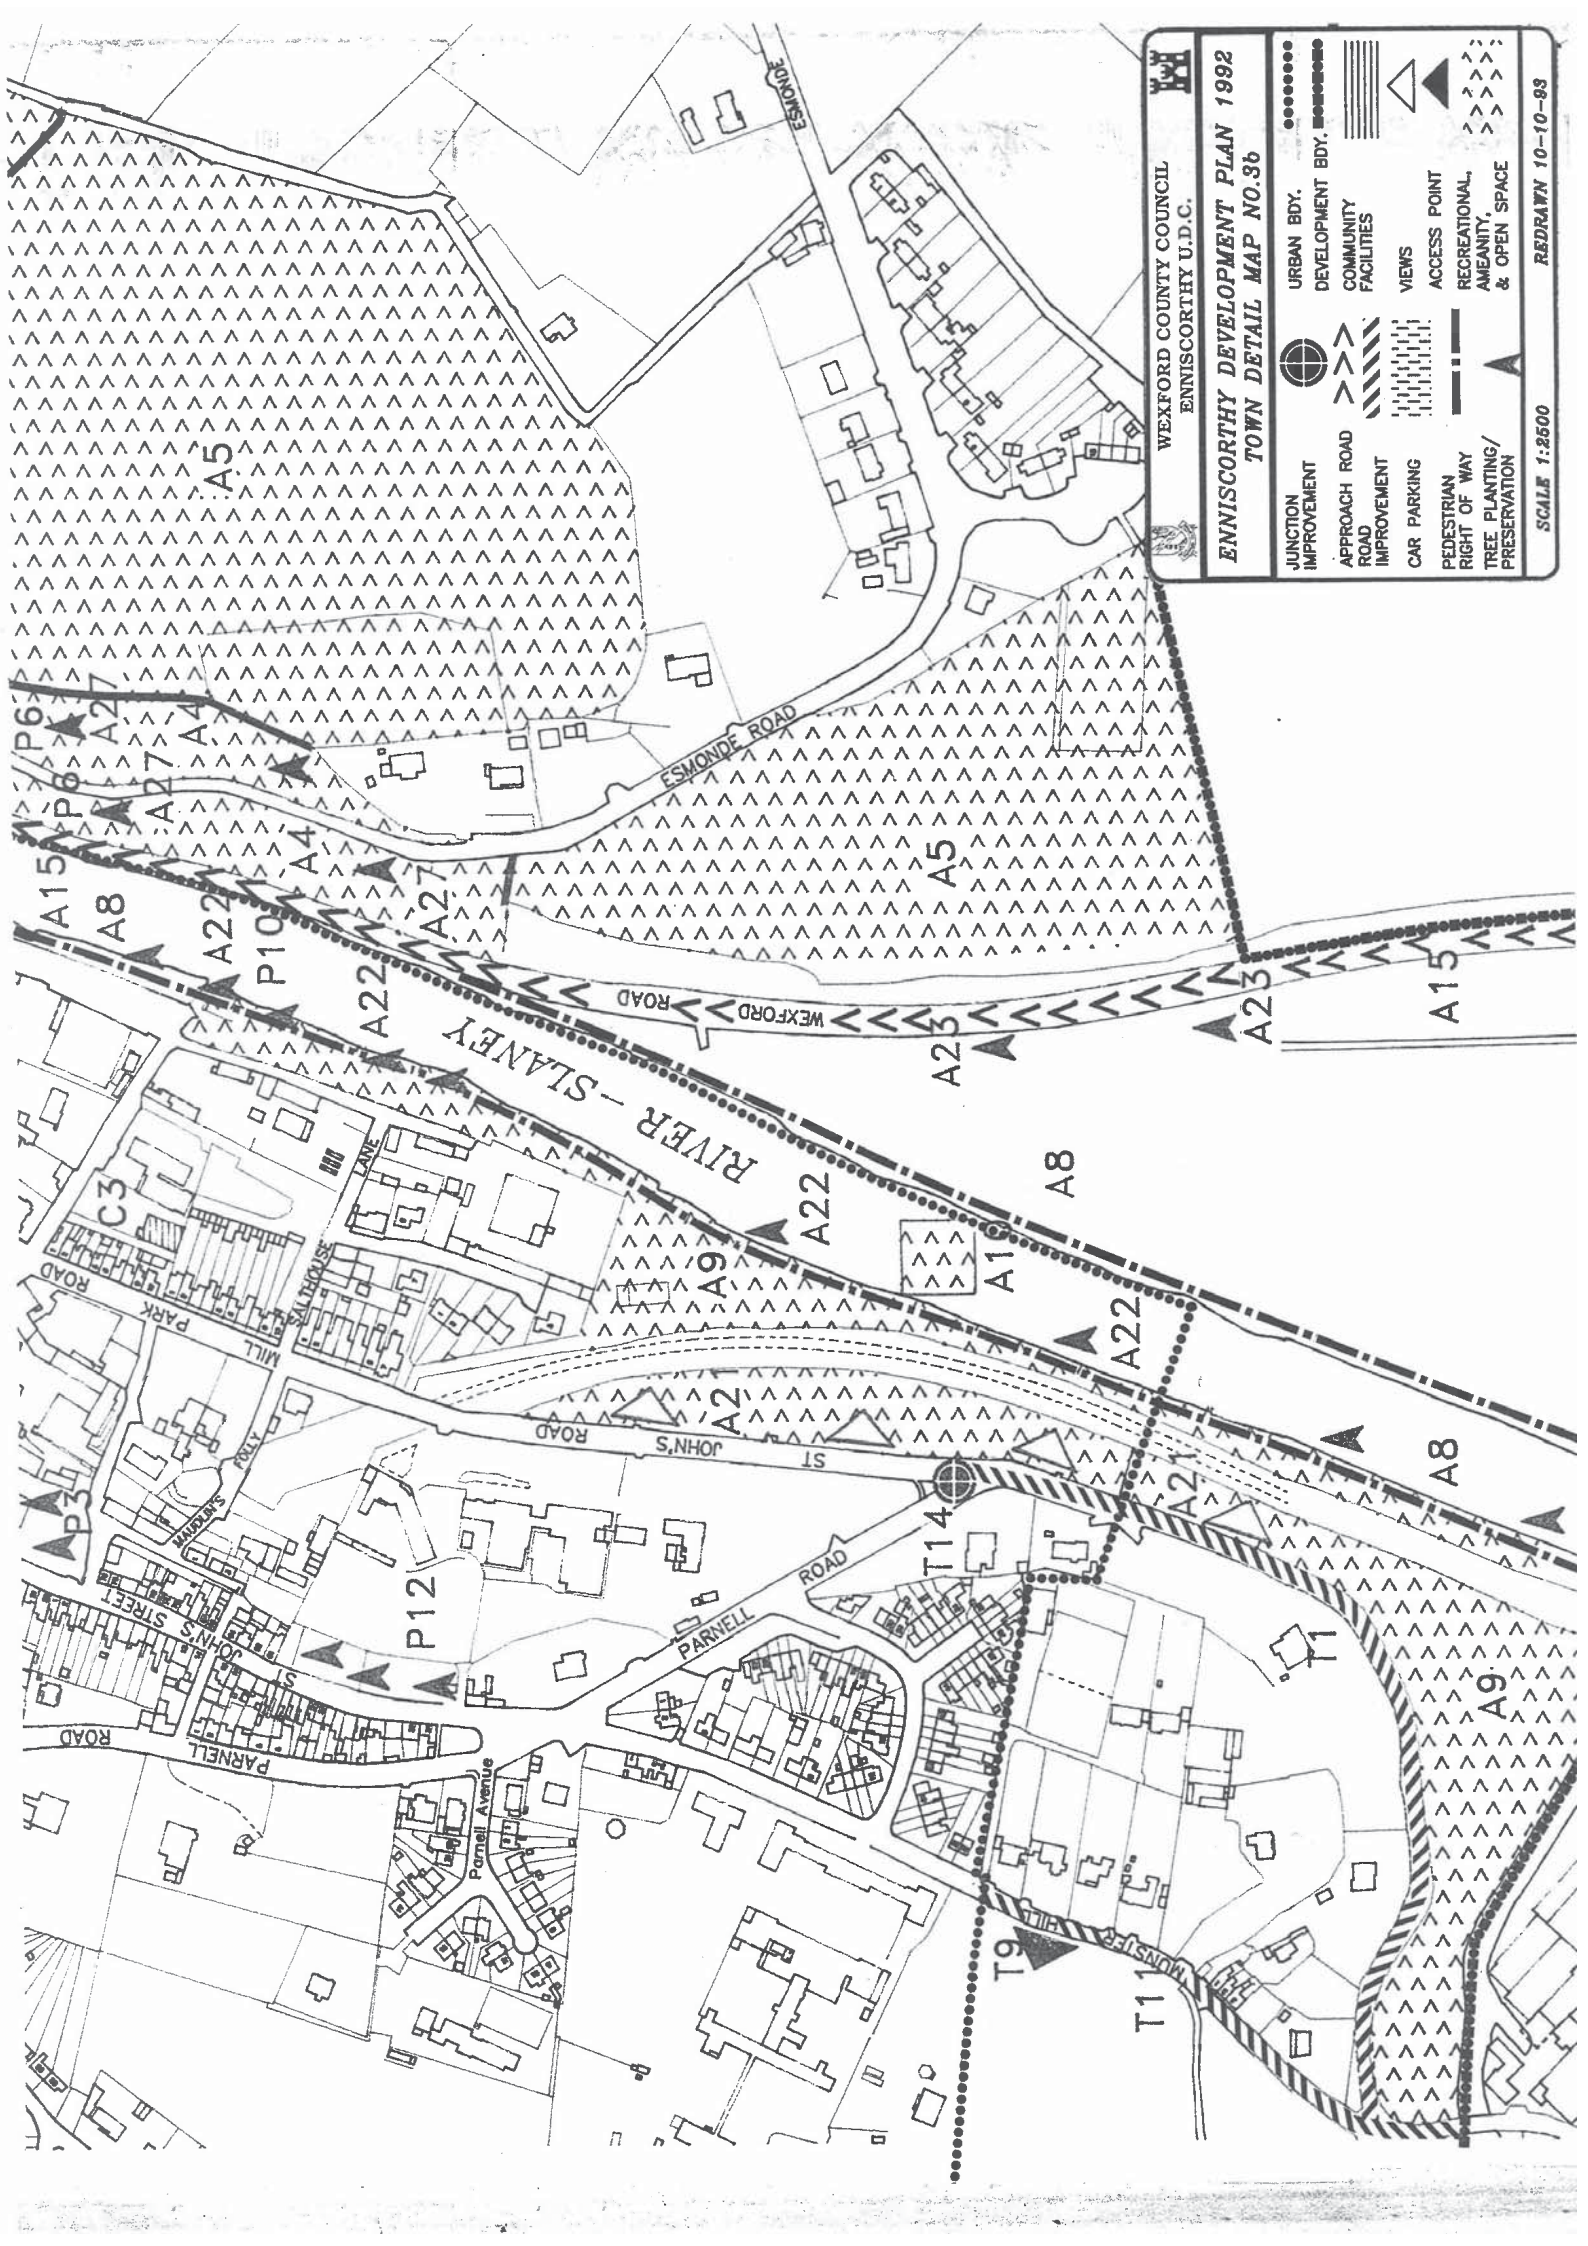 WEXFORD COUNTY COUNCIL
ENNISCORTHY U.D.C.
ENNISCORTHY DEVELOPMENT PLAN 1992
TOWN DETAIL MAP NO.3b
JUNCTION
IMPROVEMENT
APPROACH ROAD
ROAD
IMPROVEMENT
CAR PARKING
PEDESTRIAN
RIGHT OF WAY
TREE PLANTING/
PRESERVATION
URBAN BDY.
DEVELOPMENT BDY.
COMMUNITY
FACILITIES
VIEWS
ACCESS POINT
RECREATIONAL,
AMEANITY,
& OPEN SPACE
SCALE 1:2500
REDRAWN 10-10-93
ESMONDE
A5
P6
A27
A4
P6
A27
A4
A27
ESMONDE ROAD
A5
A15
A8
A22
P10
A22
WEXFORD ROAD
A23
A23
A15
RIVER - SLANEY
A22
A8
A1
A22
A9
C3
LANE
SALTHOUSE
MILL PARK ROAD
A21
ST JOHN'S ROAD
A21
A8
P3
FOLLY
MAUDLIN'S
ST JOHN'S STREET
P12
PARNELL ROAD
T14
PARNELL ROAD
Parnell Avenue
T1
A9
T9
MUNSTER HILL
T11